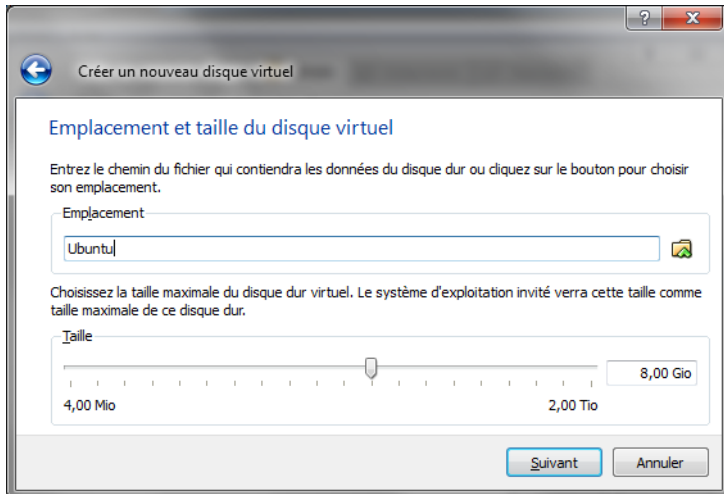 ?
Créer un nouveau disque virtuel
Emplacement et taille du disque virtuel
Entrez le chemin du fichier qui contiendra les données du disque dur ou cliquez sur le bouton pour choisir
son emplacement.
Emplacement
Ubuntu
Choisissez la taille maximale du disque dur virtuel. Le système d'exploitation invité verra cette taille comme
taille maximale de ce disque dur.
Taille
8,00 Gio
4,00 Mio 2,00 Tio
Suivant Annuler